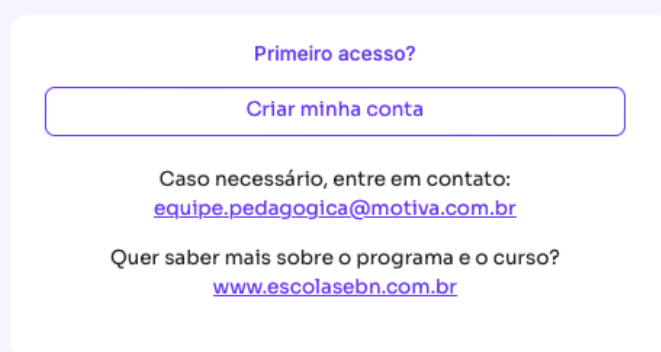 Primeiro acesso?
Criar minha conta
Caso necessário, entre em contato:
equipe.pedagogica@motiva.com.br
Quer saber mais sobre o programa e o curso?
www.escolasebn.com.br